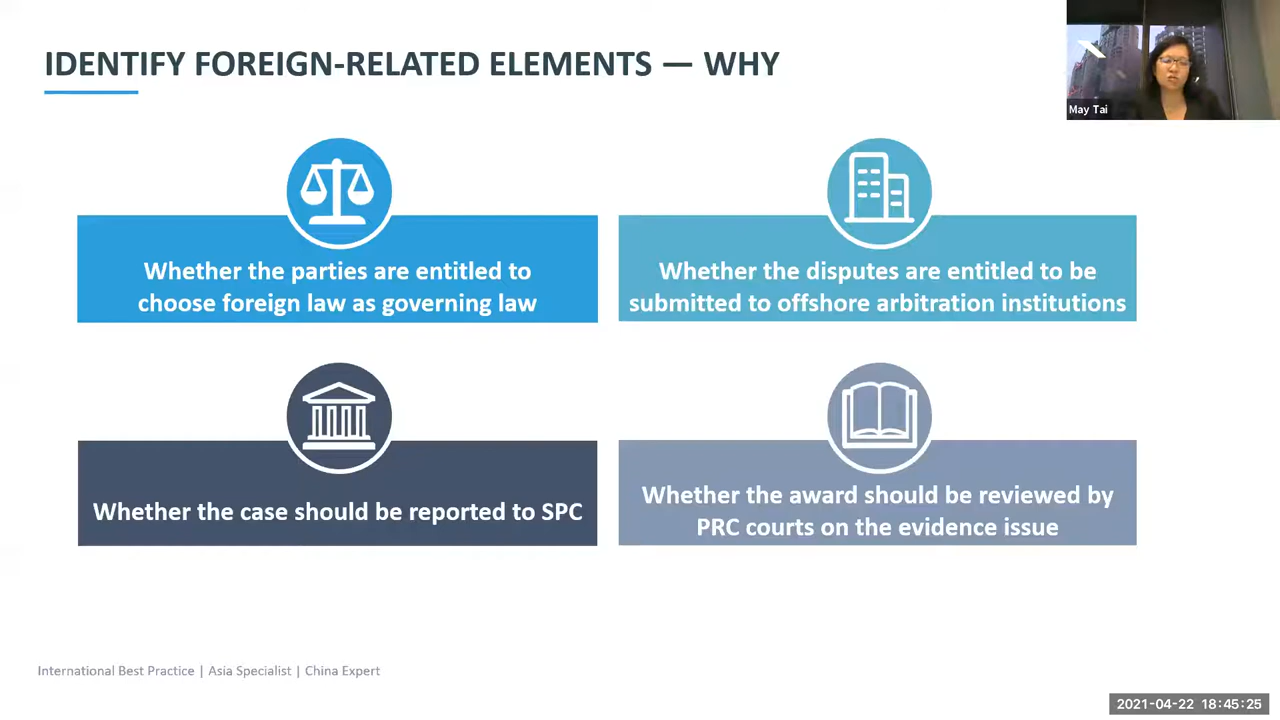 IDENTIFY FOREIGN-RELATED ELEMENTS — WHY
May Tai
Whether the parties are entitled to
choose foreign law as governing law
Whether the disputes are entitled to be
submitted to offshore arbitration institutions
Whether the case should be reported to SPC
Whether the award should be reviewed by
PRC courts on the evidence issue
International Best Practice | Asia Specialist | China Expert
2021-04-22 18:45:25